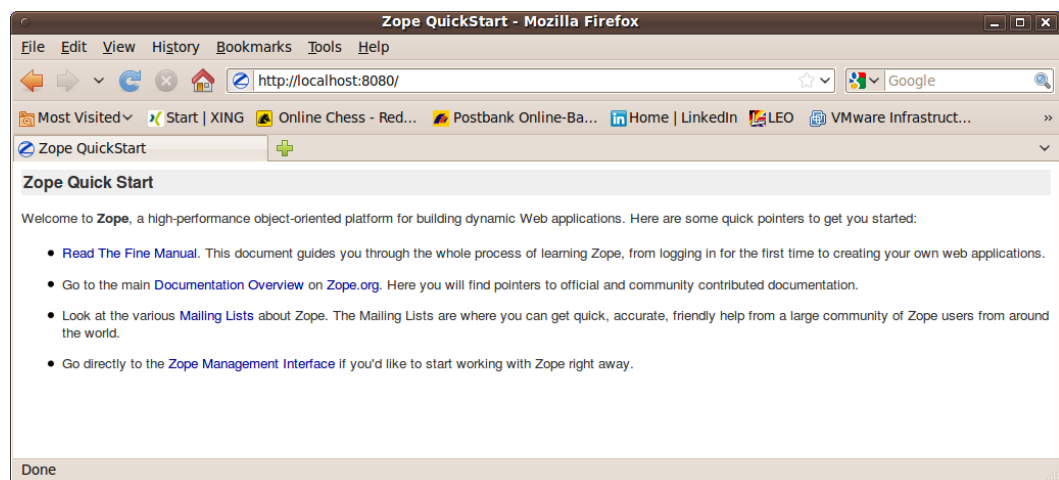 Zope QuickStart - Mozilla Firefox
File Edit View History Bookmarks Tools Help
http://localhost:8080/ Google
Most Visited Start | XING Online Chess - Red... Postbank Online-Ba... Home | LinkedIn LEO VMware Infrastruct... »
Zope QuickStart
Zope Quick Start
Welcome to Zope, a high-performance object-oriented platform for building dynamic Web applications. Here are some quick pointers to get you started:
• Read The Fine Manual. This document guides you through the whole process of learning Zope, from logging in for the first time to creating your own web applications.
• Go to the main Documentation Overview on Zope.org. Here you will find pointers to official and community contributed documentation.
• Look at the various Mailing Lists about Zope. The Mailing Lists are where you can get quick, accurate, friendly help from a large community of Zope users from around
the world.
• Go directly to the Zope Management Interface if you'd like to start working with Zope right away.
Done